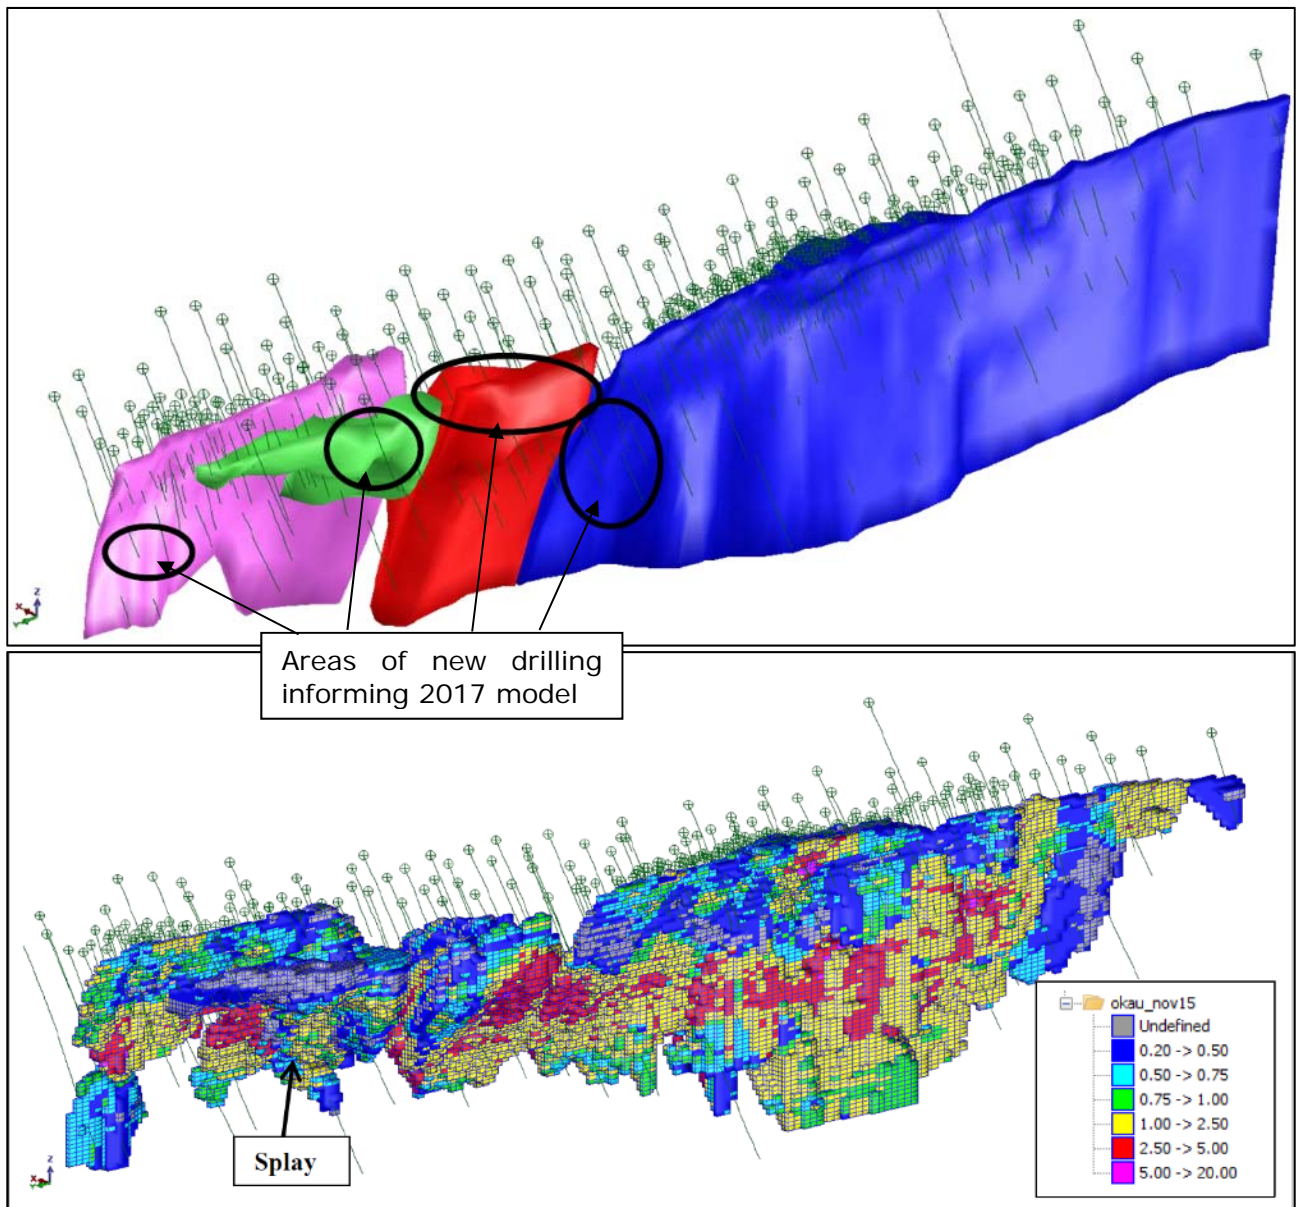 X
Z
Y
Areas of new drilling
informing 2017 model
okau_nov15
Undefined
0.20 -> 0.50
0.50 -> 0.75
0.75 -> 1.00
1.00 -> 2.50
2.50 -> 5.00
5.00 -> 20.00
Splay
X
Z
Y